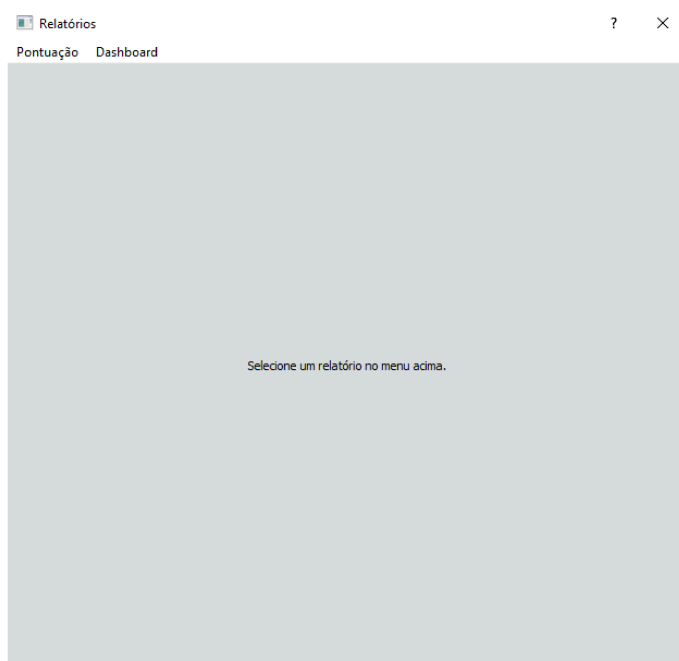 Relatórios ?
Pontuação Dashboard
Selecione um relatório no menu acima.